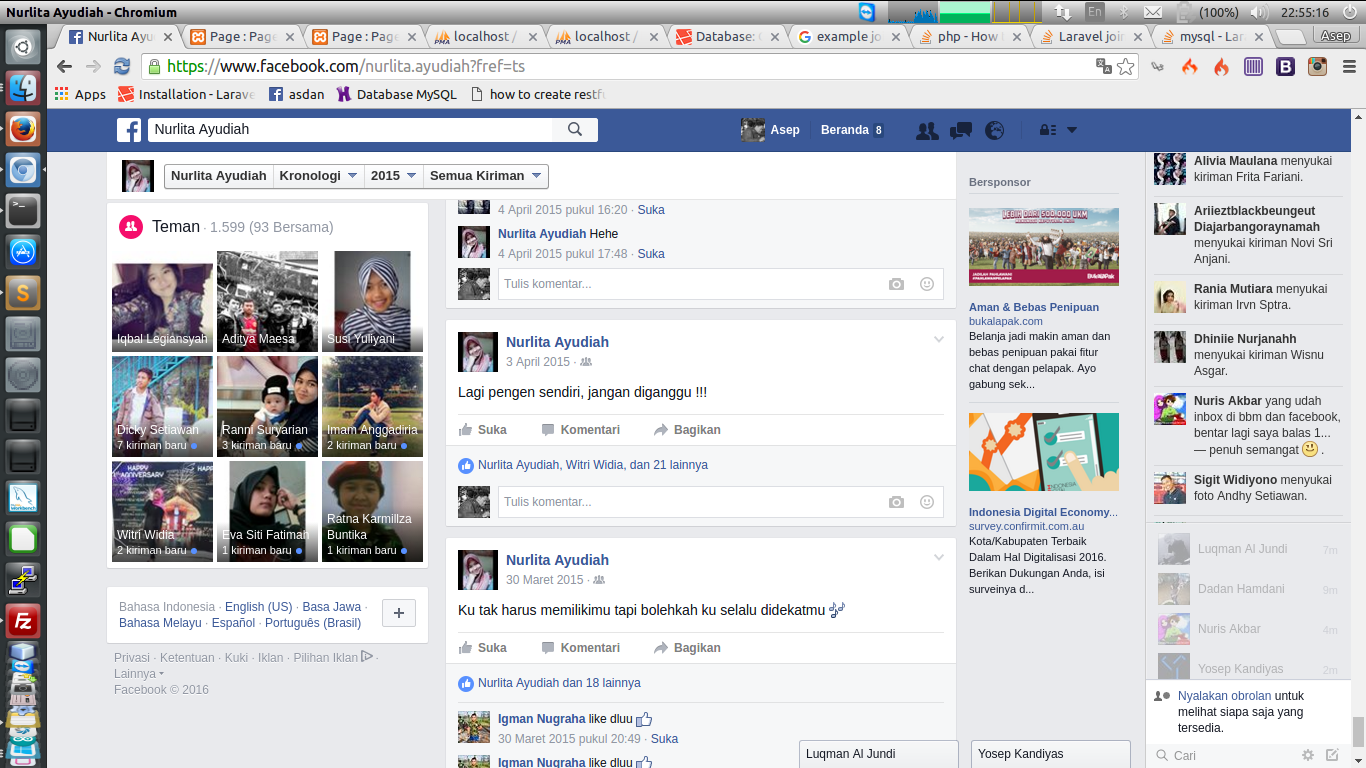 Nurlita Ayudiah - Chromium
En
(100%)
22:55:16
Nurlita Ayu
Page : Page
Page : Page
localhost /
localhost /
Database:
example jo
php - How
Laravel join
mysql - Lar
Asep
https://www.facebook.com/nurlita.ayudiah?fref=ts
Apps
Installation - Larave
asdan
Database MySQL
how to create restfu
Nurlita Ayudiah
Asep
Beranda 8
Nurlita Ayudiah
Kronologi
2015
Semua Kiriman
Teman · 1.599 (93 Bersama)
Iqbal Legiansyah
Aditya Maesa
Susi Yuliyani
Dicky Setiawan
7 kiriman baru
Ranni Suryarian
3 kiriman baru
Imam Anggadiria
2 kiriman baru
HAPPY ANNIVERSARY
Witri Widia
2 kiriman baru
Eva Siti Fatimah
1 kiriman baru
Ratna Karmillza
Buntika
1 kiriman baru
Bahasa Indonesia · English (US) · Basa Jawa ·
Bahasa Melayu · Español · Português (Brasil)
Privasi · Ketentuan · Kuki · Iklan · Pilihan Iklan ·
Lainnya
Facebook © 2016
4 April 2015 pukul 16:20 · Suka
Nurlita Ayudiah Hehe
4 April 2015 pukul 17:48 · Suka
Tulis komentar...
Nurlita Ayudiah
3 April 2015 ·
Lagi pengen sendiri, jangan diganggu !!!
Suka
Komentari
Bagikan
Nurlita Ayudiah, Witri Widia, dan 21 lainnya
Tulis komentar...
Nurlita Ayudiah
30 Maret 2015 ·
Ku tak harus memilikimu tapi bolehkah ku selalu didekatmu 🎶
Suka
Komentari
Bagikan
Nurlita Ayudiah dan 18 lainnya
Igman Nugraha like dluu
30 Maret 2015 pukul 20:49 · Suka
Igman Nugraha like dluu
Bersponsor
LEBIH DARI 500.000 UKM
BukaLapak
Aman & Bebas Penipuan
bukalapak.com
Belanja jadi makin aman dan
bebas penipuan pakai fitur
chat dengan pelapak. Ayo
gabung sek...
Indonesia Digital Economy...
survey.confirmit.com.au
Kota/Kabupaten Terbaik
Dalam Hal Digitalisasi 2016.
Berikan Dukungan Anda, isi
surveinya d...
Alivia Maulana menyukai
kiriman Frita Fariani.
Ariieztblackbeungeut
Diajarbangoraynamah
menyukai kiriman Novi Sri
Anjani.
Rania Mutiara menyukai
kiriman Irvn Sptra.
Dhiniie Nurjanahh
menyukai kiriman Wisnu
Asgar.
Nuris Akbar yang udah
inbox di bbm dan facebook,
bentar lagi saya balas 1...
— penuh semangat .
Sigit Widiyono menyukai
foto Andhy Setiawan.
Luqman Al Jundi 7m
Dadan Hamdani 9m
Nuris Akbar 4m
Yosep Kandiyas 2m
Nyalakan obrolan untuk
melihat siapa saja yang
tersedia.
Cari
Luqman Al Jundi
Yosep Kandiyas